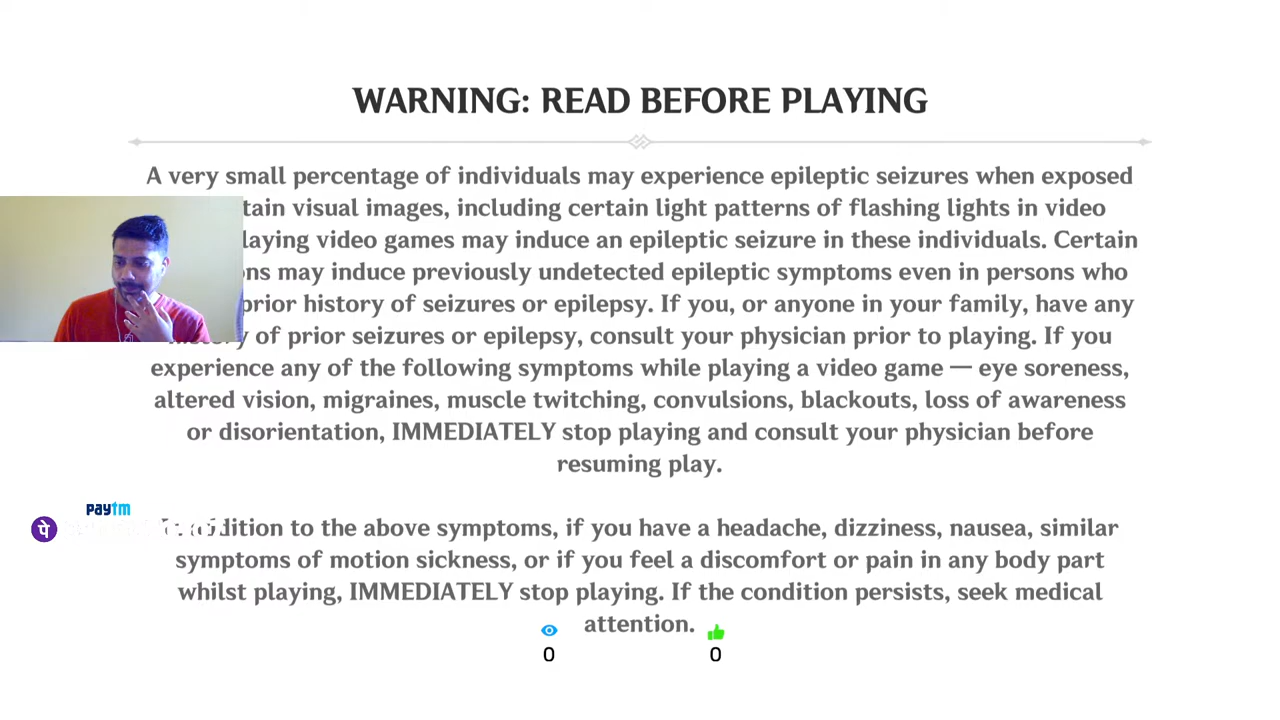 WARNING: READ BEFORE PLAYING
A very small percentage of individuals may experience epileptic seizures when exposed
tain visual images, including certain light patterns of flashing lights in video
laying video games may induce an epileptic seizure in these individuals. Certain
ons may induce previously undetected epileptic symptoms even in persons who
prior history of seizures or epilepsy. If you, or anyone in your family, have any
of prior seizures or epilepsy, consult your physician prior to playing. If you
experience any of the following symptoms while playing a video game — eye soreness,
altered vision, migraines, muscle twitching, convulsions, blackouts, loss of awareness
or disorientation, IMMEDIATELY stop playing and consult your physician before
resuming play.
paytm
पे
dition to the above symptoms, if you have a headache, dizziness, nausea, similar
symptoms of motion sickness, or if you feel a discomfort or pain in any body part
whilst playing, IMMEDIATELY stop playing. If the condition persists, seek medical
attention.
0
0